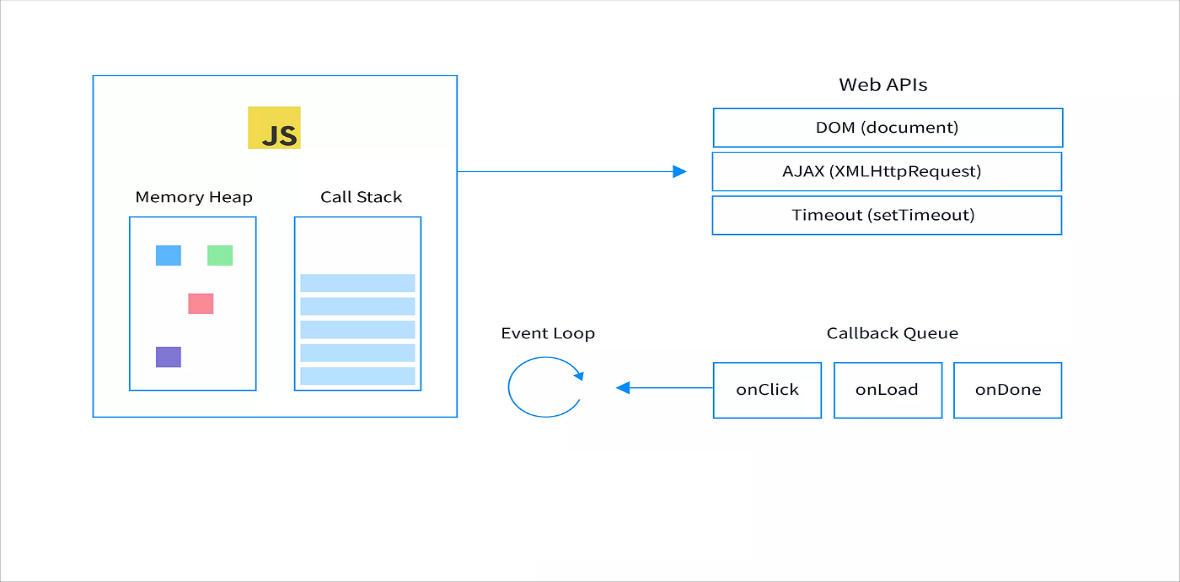 Web APIs
DOM (document)
JS
AJAX (XMLHttpRequest)
Memory Heap
Call Stack
Timeout (setTimeout)
Event Loop
Callback Queue
onClick
onLoad
onDone